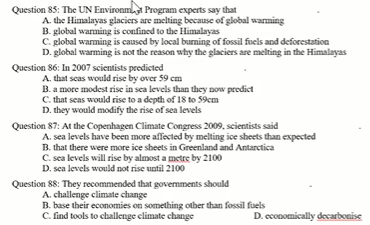 Question 85: The UN Environment Program experts say that
A. the Himalayas glaciers are melting because of global warming
B. global warming is confined to the Himalayas
C. global warming is caused by local burning of fossil fuels and deforestation
D. global warming is not the reason why the glaciers are melting in the Himalayas
Question 86: In 2007 scientists predicted
A. that seas would rise by over 59 cm
B. a more modest rise in sea levels than they now predict
C. that seas would rise to a depth of 18 to 59cm
D. they would modify the rise of sea levels
Question 87: At the Copenhagen Climate Congress 2009, scientists said
A. sea levels have been more affected by melting ice sheets than expected
B. that there were more ice sheets in Greenland and Antarctica
C. sea levels will rise by almost a metre by 2100
D. sea levels would not rise until 2100
Question 88: They recommended that governments should
A. challenge climate change
B. base their economies on something other than fossil fuels
C. find tools to challenge climate change D. economically decarbonise